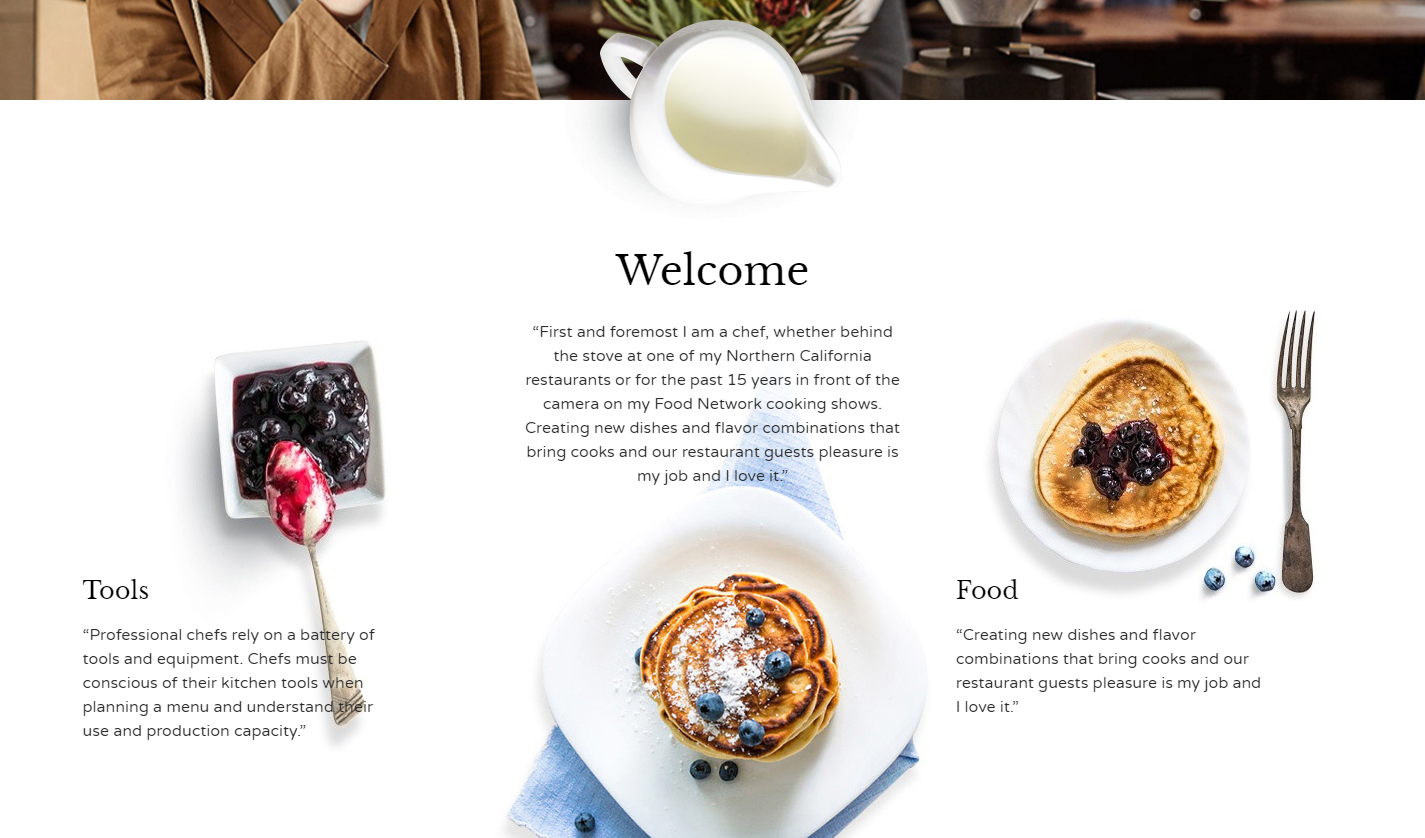 Welcome
“First and foremost I am a chef, whether behind
the stove at one of my Northern California
restaurants or for the past 15 years in front of the
camera on my Food Network cooking shows.
Creating new dishes and flavor combinations that
bring cooks and our restaurant guests pleasure is
my job and I love it.”
Tools
“Professional chefs rely on a battery of
tools and equipment. Chefs must be
conscious of their kitchen tools when
planning a menu and understand their
use and production capacity.”
Food
“Creating new dishes and flavor
combinations that bring cooks and our
restaurant guests pleasure is my job and
I love it.”